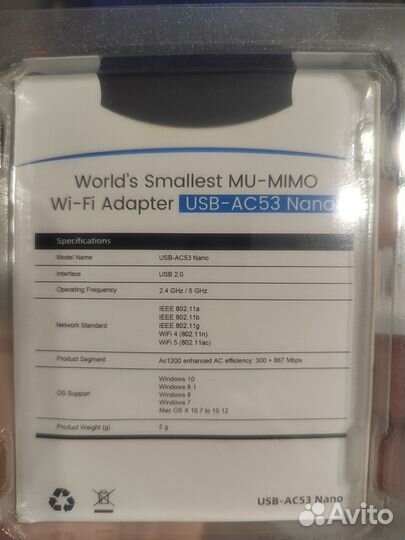 World's Smallest MU-MIMO
Wi-Fi Adapter USB-AC53 Nano
Specifications
Model Name USB-AC53 Nano
Interface USB 2.0
Operating Frequency 2.4 GHz / 5 GHz
Network Standard
IEEE 802.11a
IEEE 802.11b
IEEE 802.11g
WiFi 4 (802.11n)
WiFi 5 (802.11ac)
Product Segment Ac1200 enhanced AC efficiency: 300 + 867 Mbps
OS Support
Windows 10
Windows 8.1
Windows 8
Windows 7
Mac OS X 10.7 to 10.12
Product Weight (g) 5 g
USB-AC53 Nano
Avito